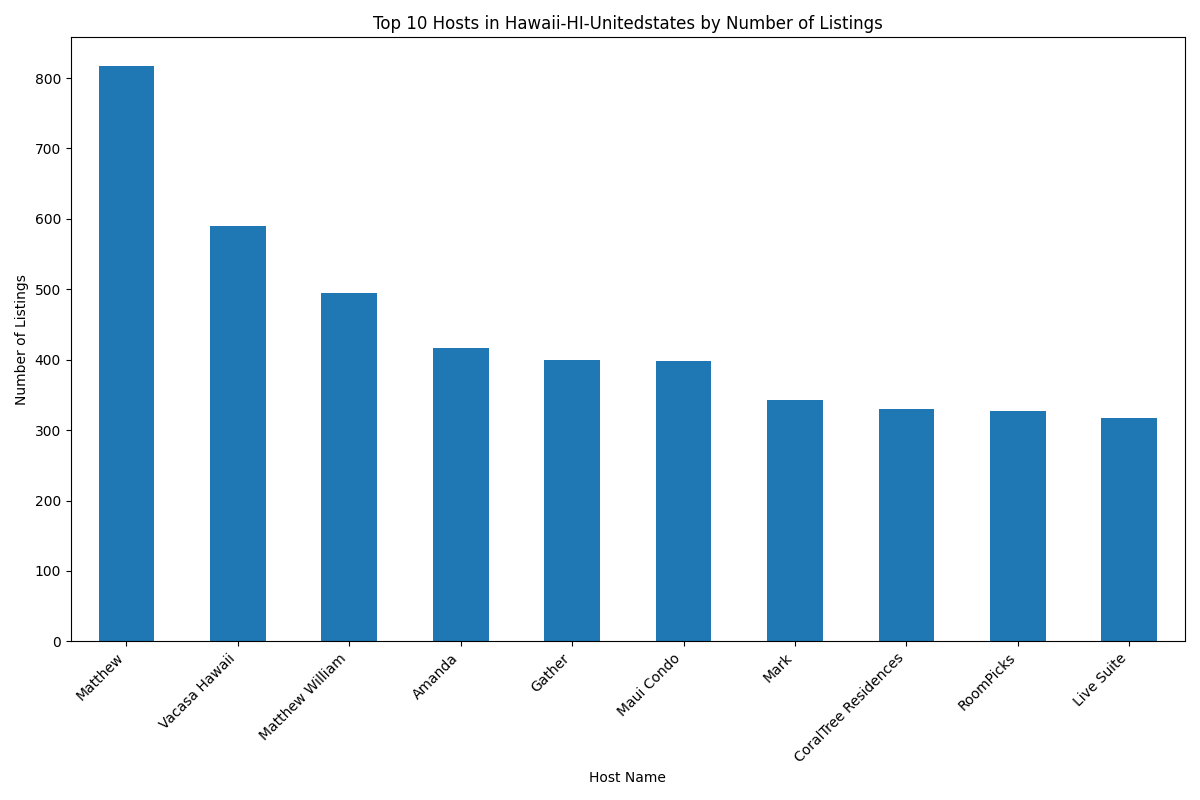 Top 10 Hosts in Hawaii-HI-Unitedstates by Number of Listings
Number of Listings
800
700
600
500
400
300
200
100
0
Matthew
Vacasa Hawaii
Matthew William
Amanda
Gather
Maui Condo
Mark
CoralTree Residences
RoomPicks
Live Suite
Host Name